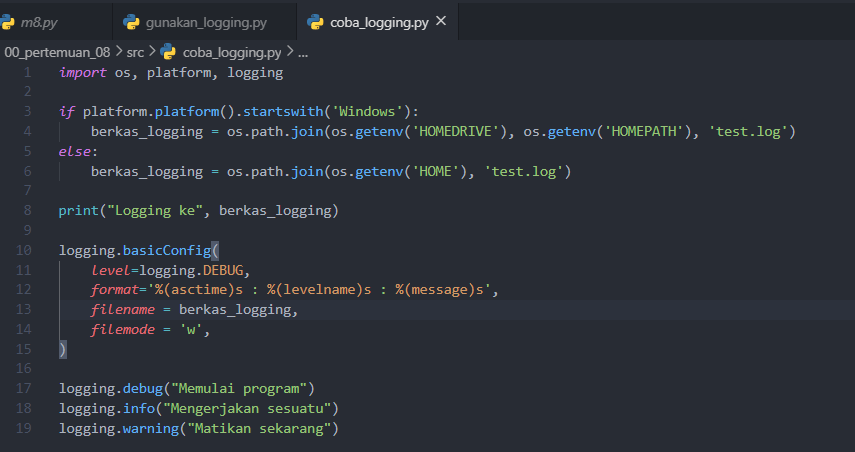 m8.py gunakan_logging.py coba_logging.py ×
00_pertemuan_08 > src > coba_logging.py > ...
1 import os, platform, logging
2
3 if platform.platform().startswith('Windows'):
4 berkas_logging = os.path.join(os.getenv('HOMEDRIVE'), os.getenv('HOMEPATH'), 'test.log')
5 else:
6 berkas_logging = os.path.join(os.getenv('HOME'), 'test.log')
7
8 print("Logging ke", berkas_logging)
9
10 logging.basicConfig(
11 level=logging.DEBUG,
12 format='%(asctime)s : %(levelname)s : %(message)s',
13 filename = berkas_logging,
14 filemode = 'w',
15 )
16
17 logging.debug("Memulai program")
18 logging.info("Mengerjakan sesuatu")
19 logging.warning("Matikan sekarang")